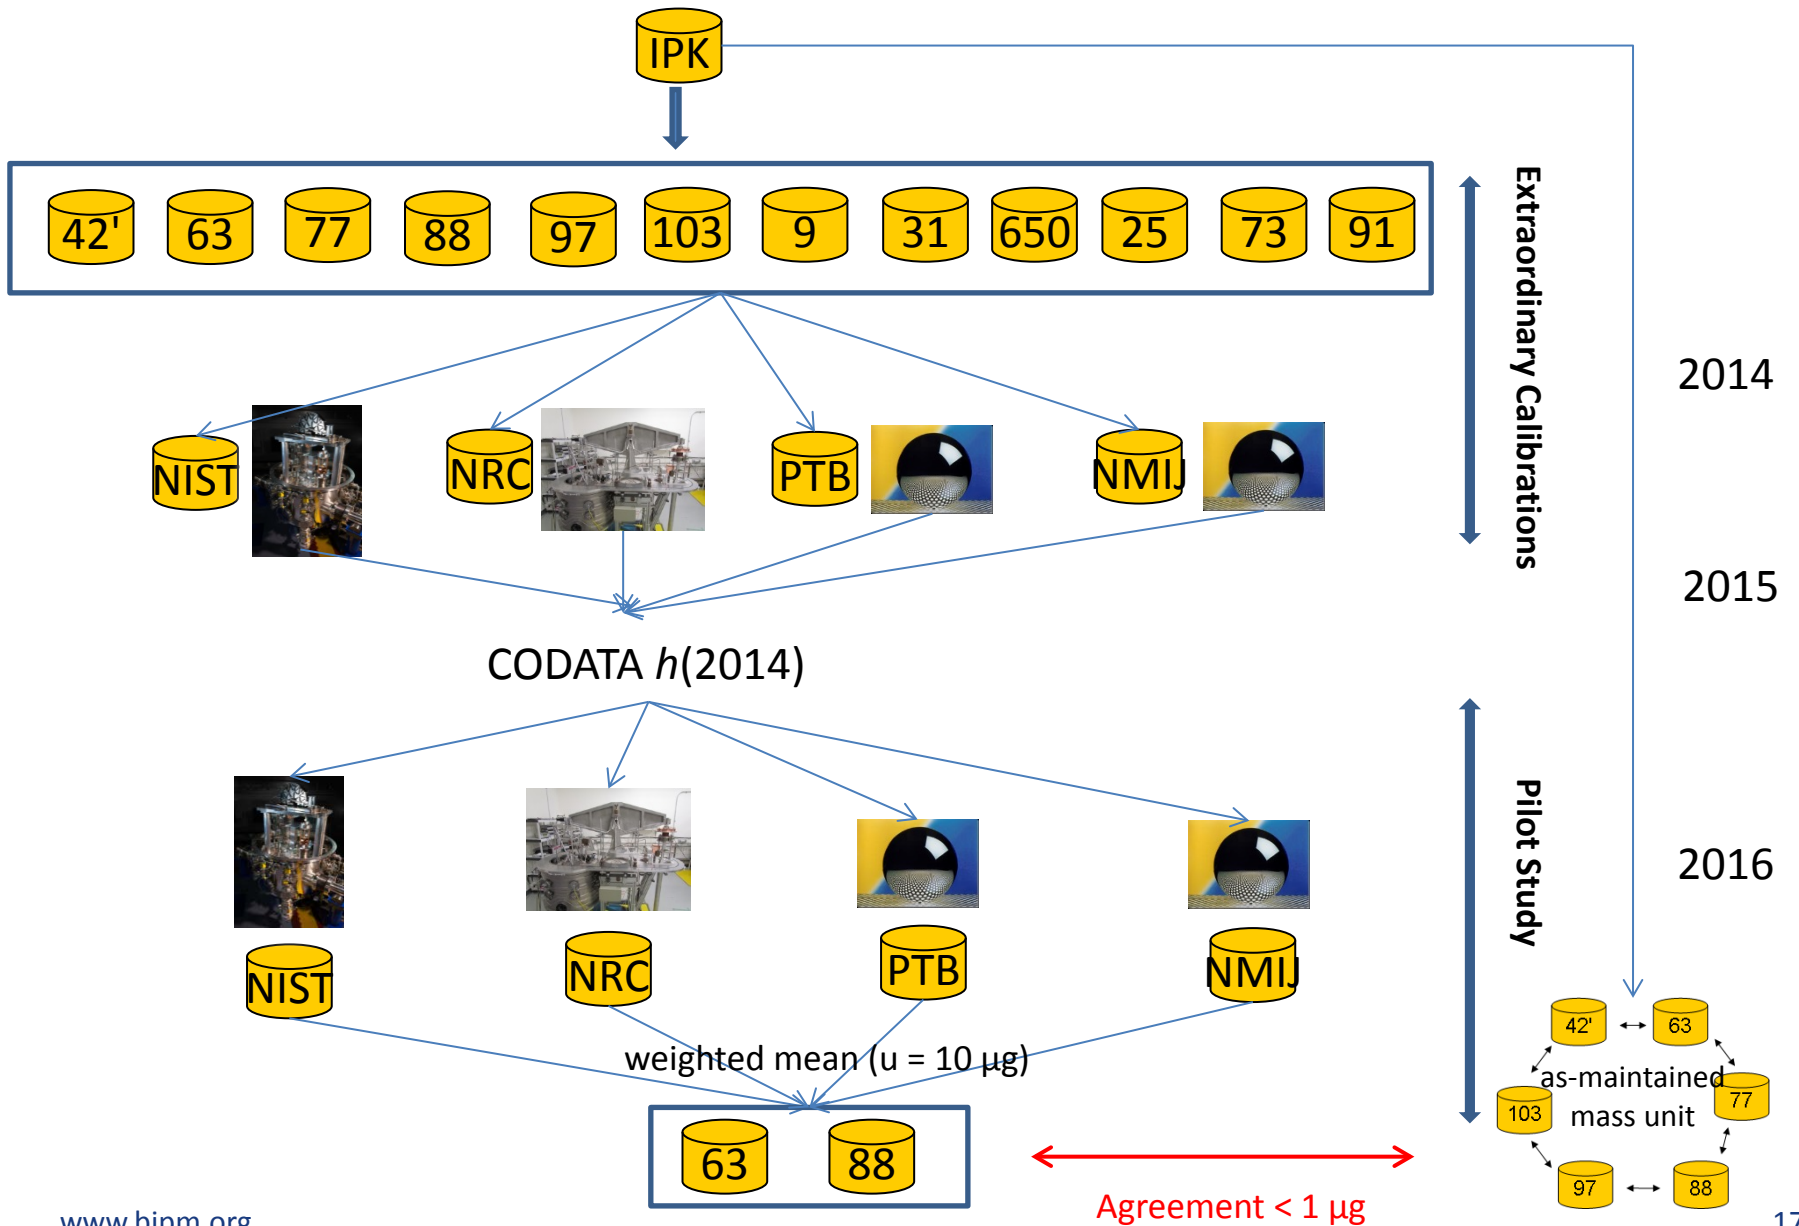 IPK
42' 63 77 88 97 103 9 31 650 25 73 91
Extraordinary Calibrations
2014
NIST NRC PTB NMIJ
2015
CODATA h(2014)
Pilot Study
2016
NIST NRC PTB NMIJ
weighted mean (u = 10 µg)
42' 63
as-maintained
103 77
mass unit
97 88
63 88
Agreement < 1 µg
www.bipm.org
17